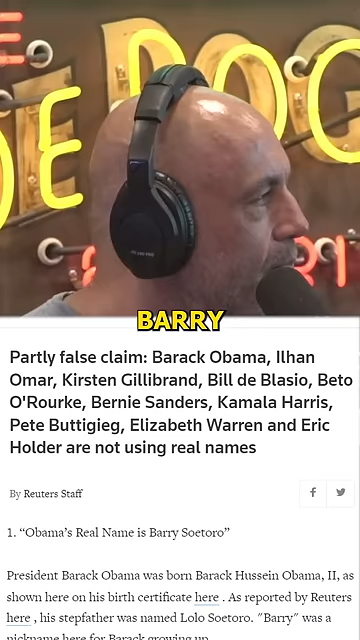 BARRY
Partly false claim: Barack Obama, Ilhan
Omar, Kirsten Gillibrand, Bill de Blasio, Beto
O'Rourke, Bernie Sanders, Kamala Harris,
Pete Buttigieg, Elizabeth Warren and Eric
Holder are not using real names
By Reuters Staff
1. “Obama’s Real Name is Barry Soetoro”
President Barack Obama was born Barack Hussein Obama, II, as
shown here on his birth certificate here . As reported by Reuters
here , his stepfather was named Lolo Soetoro. "Barry" was a
nickname here for Barack growing up